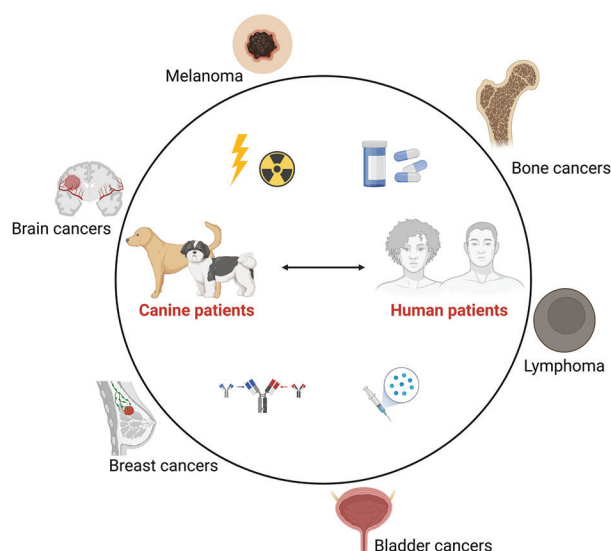 Melanoma
Bone cancers
Brain cancers
Canine patients
Human patients
Lymphoma
Breast cancers
Bladder cancers